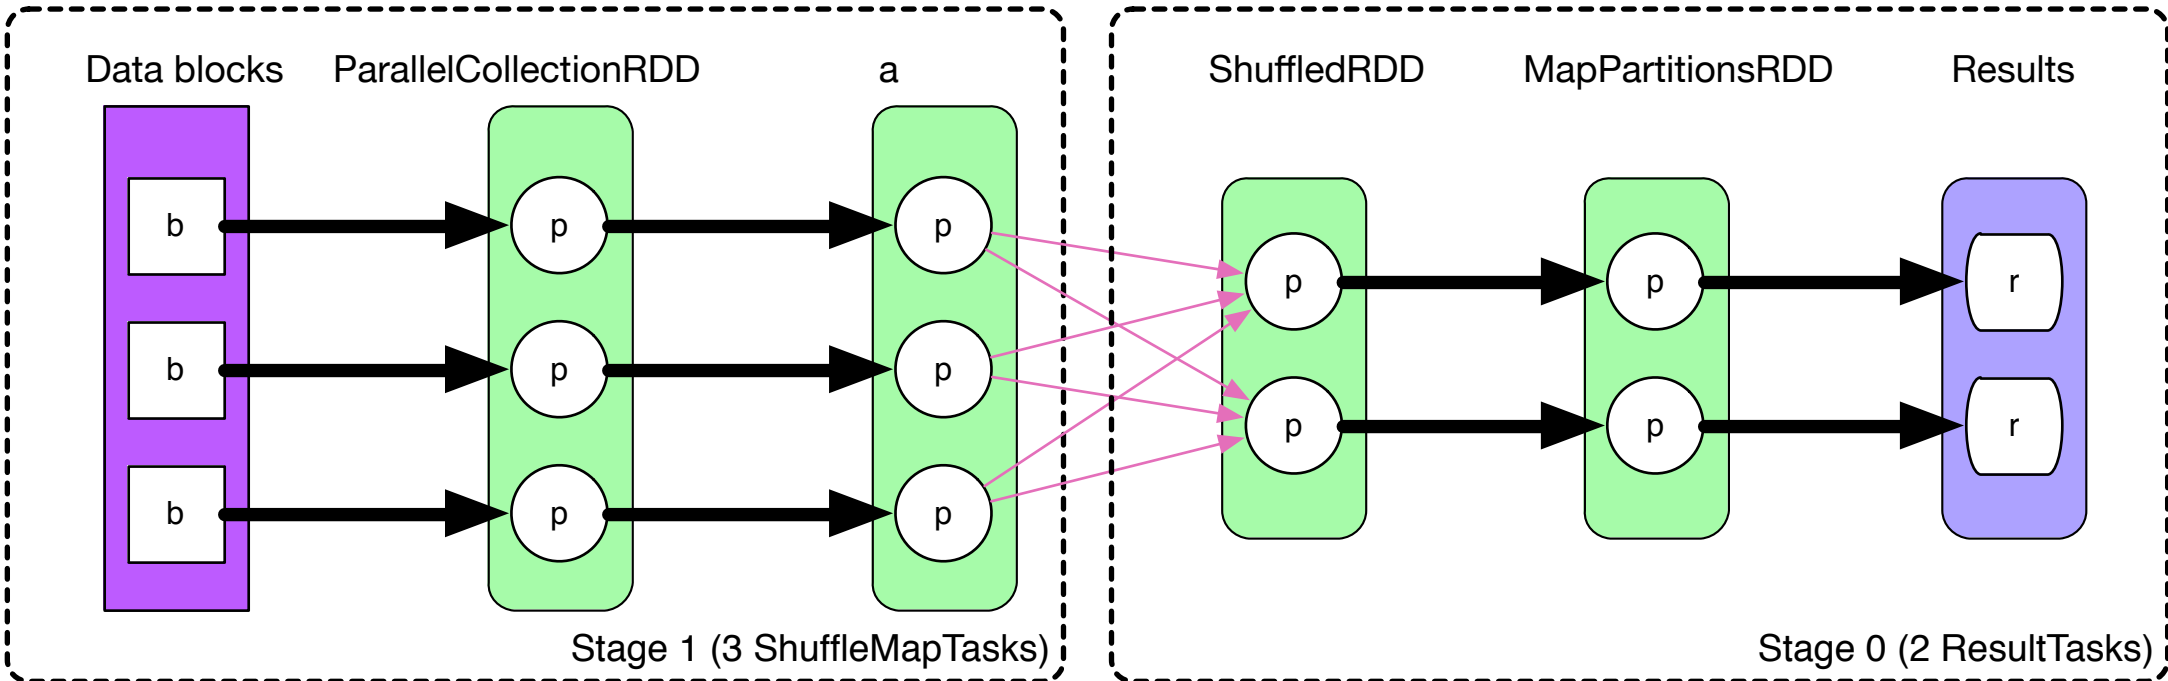 Data blocks ParallelCollectionRDD a ShuffledRDD MapPartitionsRDD Results
b p p p p r
b p p p p r
b p p
Stage 1 (3 ShuffleMapTasks) Stage 0 (2 ResultTasks)